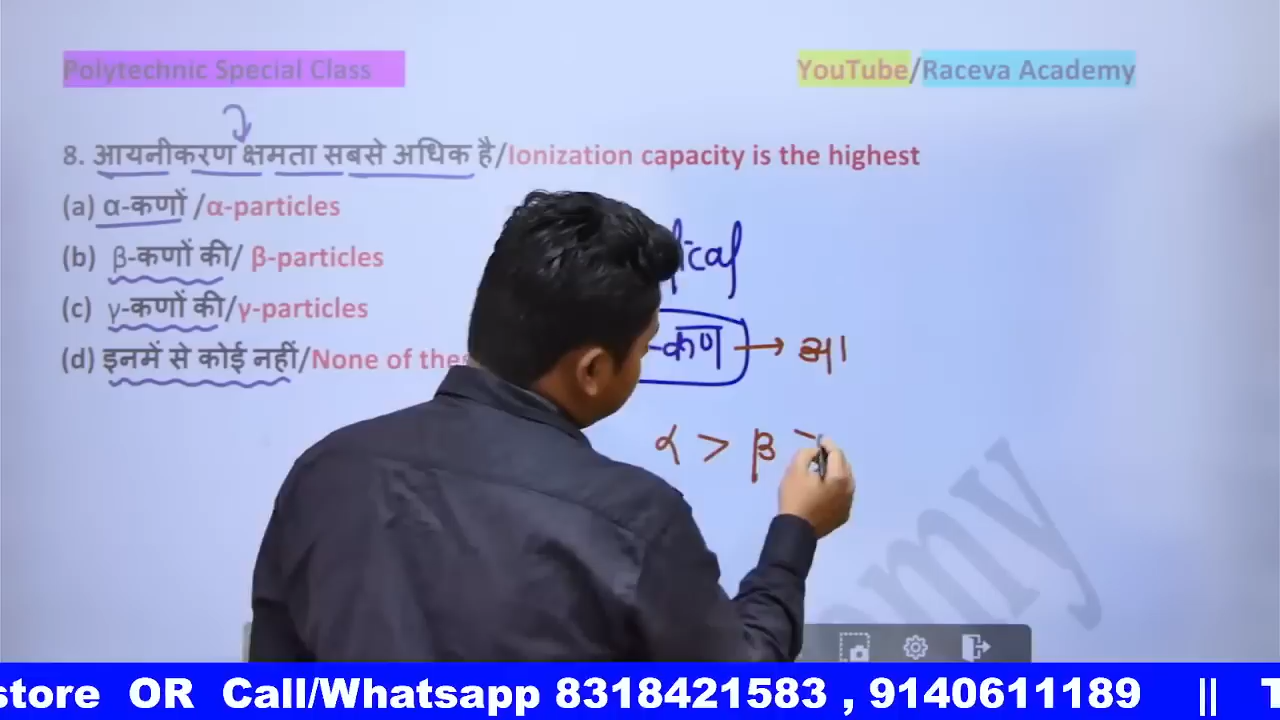 Polytechnic Special Class
YouTube/Raceva Academy
8. आयनीकरण क्षमता सबसे अधिक है/Ionization capacity is the highest
(a) α-कणों /α-particles
(b) β-कणों की/ β-particles
(c) γ-कणों की/γ-particles
(d) इनमें से कोई नहीं/None of
ical
-कण → आ
α > β >
store OR Call/Whatsapp 8318421583 , 9140611189 || T